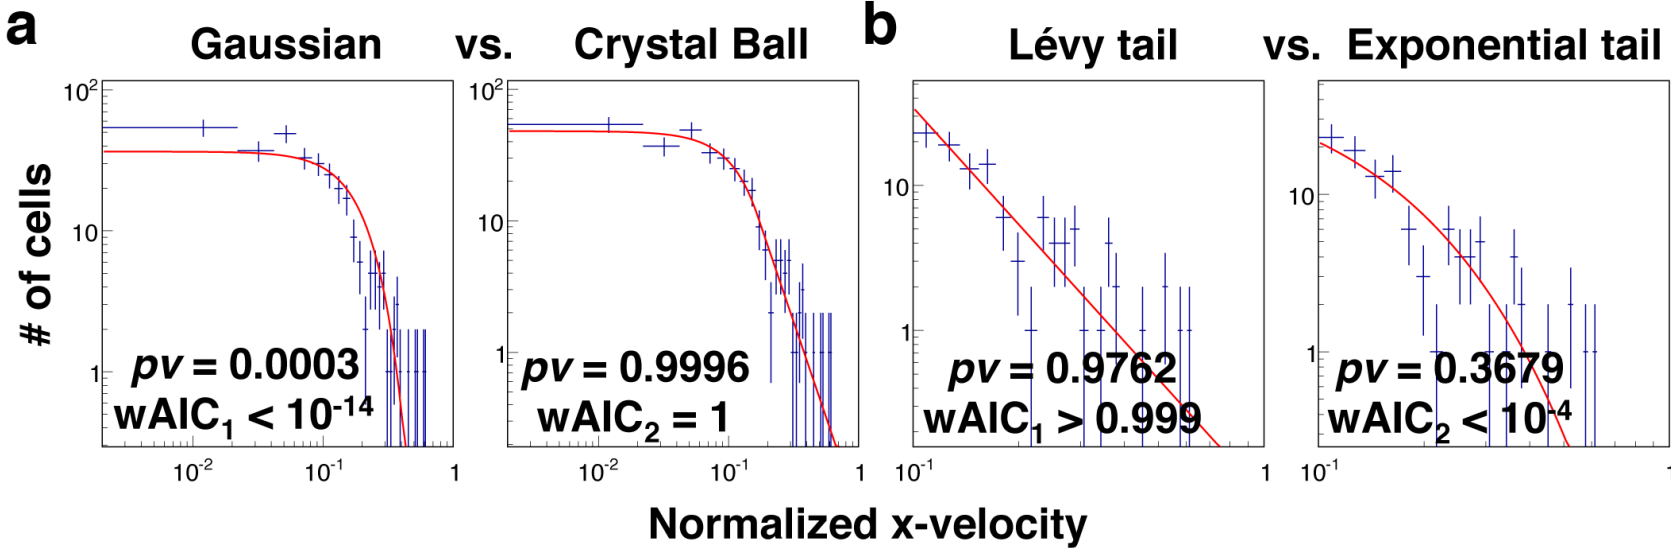 a
Gaussian vs. Crystal Ball
b
Lévy tail vs. Exponential tail
# of cells
10²
10
1
pv = 0.0003
wAIC₁ < 10⁻¹⁴
10⁻² 10⁻¹ 1
10²
10
1
pv = 0.9996
wAIC₂ = 1
10⁻² 10⁻¹ 1
10
1
pv = 0.9762
wAIC₁ > 0.999
10⁻¹ 1
10
1
pv = 0.3679
wAIC₂ < 10⁻⁴
10⁻¹ 1
Normalized x-velocity